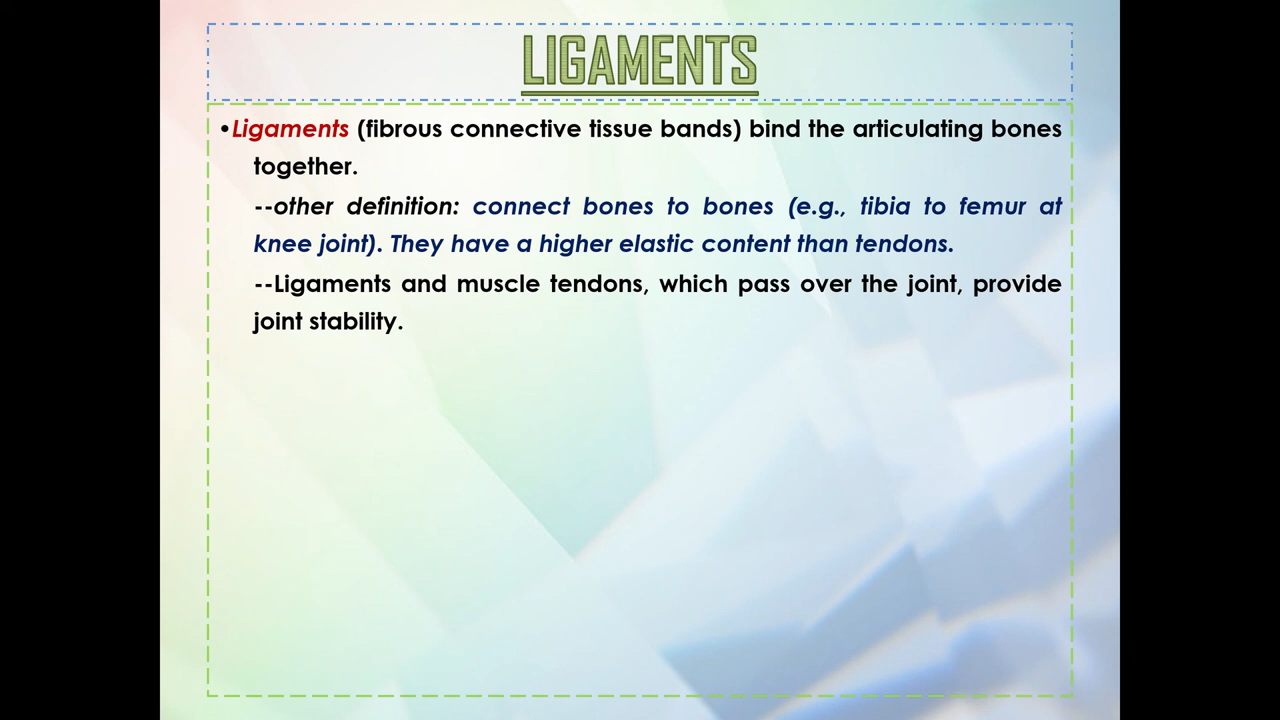 LIGAMENTS
•Ligaments (fibrous connective tissue bands) bind the articulating bones
together.
--other definition: connect bones to bones (e.g., tibia to femur at
knee joint). They have a higher elastic content than tendons.
--Ligaments and muscle tendons, which pass over the joint, provide
joint stability.